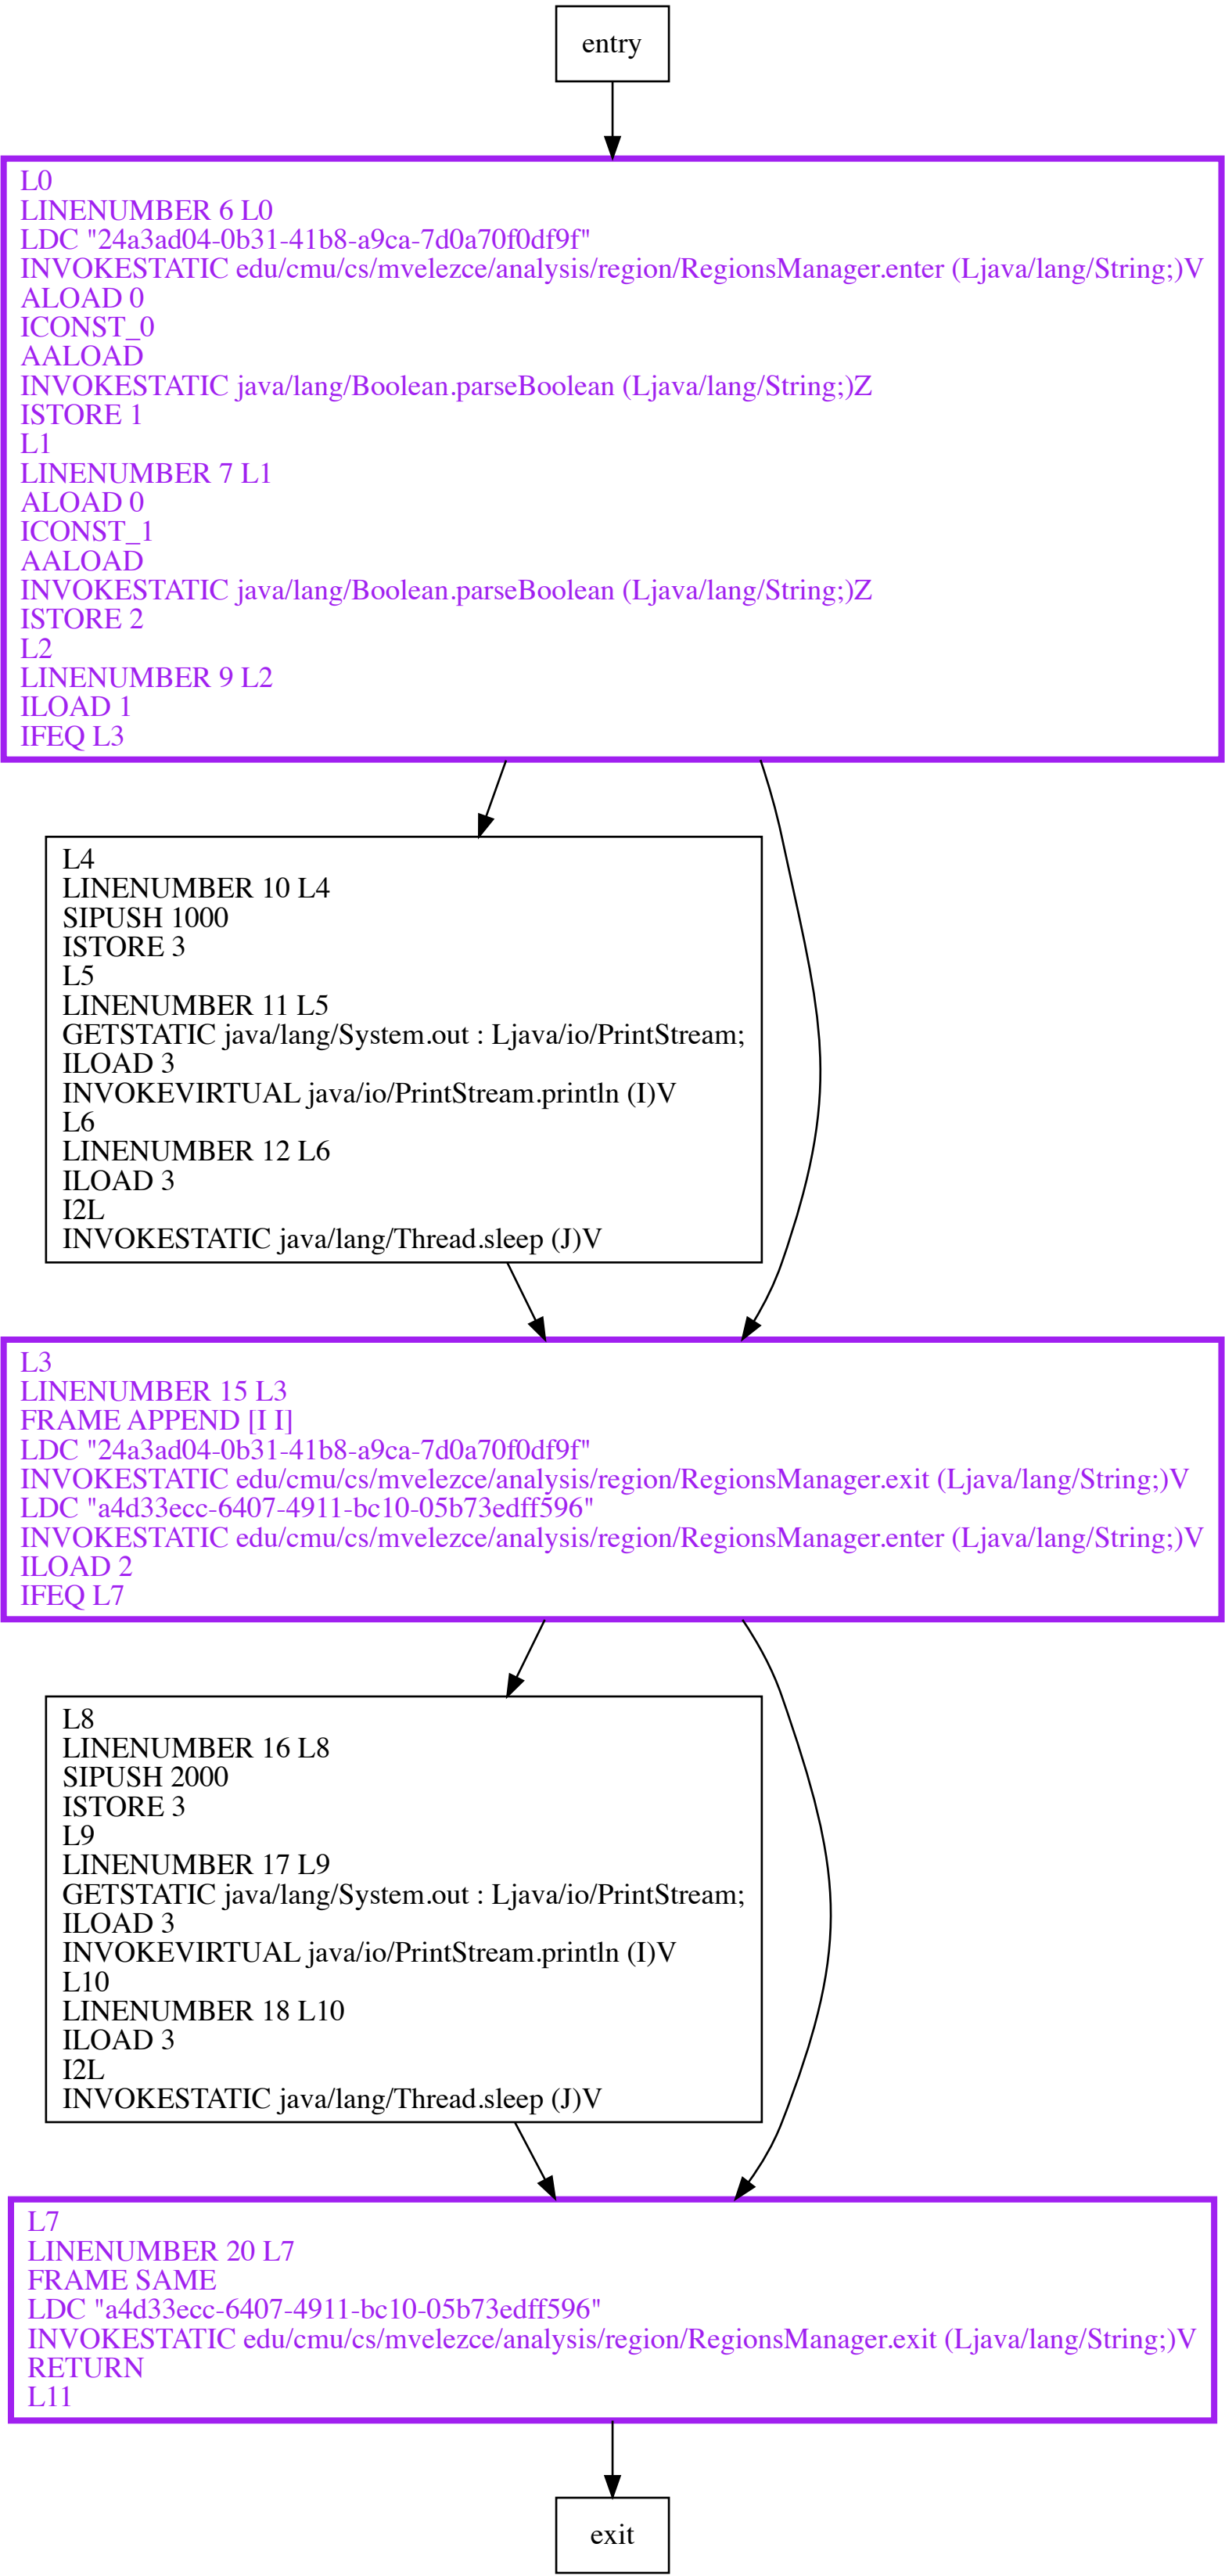 entry
L0
LINENUMBER 6 L0
LDC "24a3ad04-0b31-41b8-a9ca-7d0a70f0df9f"
INVOKESTATIC edu/cmu/cs/mvelezce/analysis/region/RegionsManager.enter (Ljava/lang/String;)V
ALOAD 0
ICONST_0
AALOAD
INVOKESTATIC java/lang/Boolean.parseBoolean (Ljava/lang/String;)Z
ISTORE 1
L1
LINENUMBER 7 L1
ALOAD 0
ICONST_1
AALOAD
INVOKESTATIC java/lang/Boolean.parseBoolean (Ljava/lang/String;)Z
ISTORE 2
L2
LINENUMBER 9 L2
ILOAD 1
IFEQ L3
L4
LINENUMBER 10 L4
SIPUSH 1000
ISTORE 3
L5
LINENUMBER 11 L5
GETSTATIC java/lang/System.out : Ljava/io/PrintStream;
ILOAD 3
INVOKEVIRTUAL java/io/PrintStream.println (I)V
L6
LINENUMBER 12 L6
ILOAD 3
I2L
INVOKESTATIC java/lang/Thread.sleep (J)V
L3
LINENUMBER 15 L3
FRAME APPEND [I I]
LDC "24a3ad04-0b31-41b8-a9ca-7d0a70f0df9f"
INVOKESTATIC edu/cmu/cs/mvelezce/analysis/region/RegionsManager.exit (Ljava/lang/String;)V
LDC "a4d33ecc-6407-4911-bc10-05b73edff596"
INVOKESTATIC edu/cmu/cs/mvelezce/analysis/region/RegionsManager.enter (Ljava/lang/String;)V
ILOAD 2
IFEQ L7
L8
LINENUMBER 16 L8
SIPUSH 2000
ISTORE 3
L9
LINENUMBER 17 L9
GETSTATIC java/lang/System.out : Ljava/io/PrintStream;
ILOAD 3
INVOKEVIRTUAL java/io/PrintStream.println (I)V
L10
LINENUMBER 18 L10
ILOAD 3
I2L
INVOKESTATIC java/lang/Thread.sleep (J)V
L7
LINENUMBER 20 L7
FRAME SAME
LDC "a4d33ecc-6407-4911-bc10-05b73edff596"
INVOKESTATIC edu/cmu/cs/mvelezce/analysis/region/RegionsManager.exit (Ljava/lang/String;)V
RETURN
L11
exit